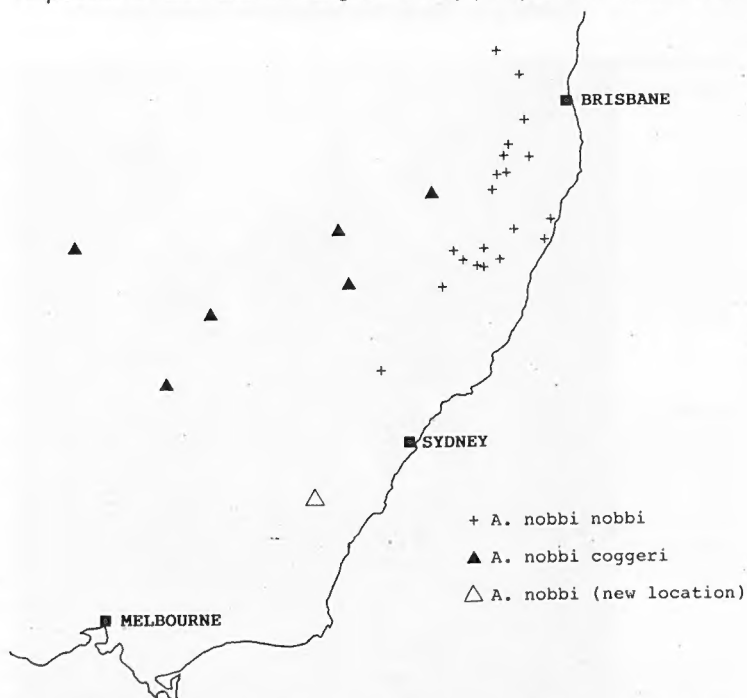 BRISBANE
SYDNEY
+ A. nobbi nobbi
▲ A. nobbi coggeri
△ A. nobbi (new location)
MELBOURNE